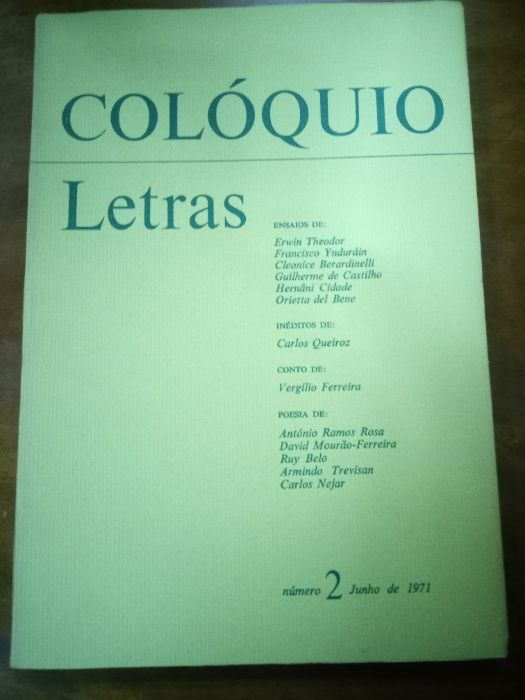 COLÓQUIO
Letras
ENSAIOS DE:
Erwin Theodor
Francisco Ynduráin
Cleonice Berardinelli
Guilherme de Castilho
Hernâni Cidade
Orietta del Bene
INÉDITOS DE:
Carlos Queiroz
CONTO DE:
Vergílio Ferreira
POESIA DE:
António Ramos Rosa
David Mourão-Ferreira
Ruy Belo
Armindo Trevisan
Carlos Nejar
número 2 Junho de 1971